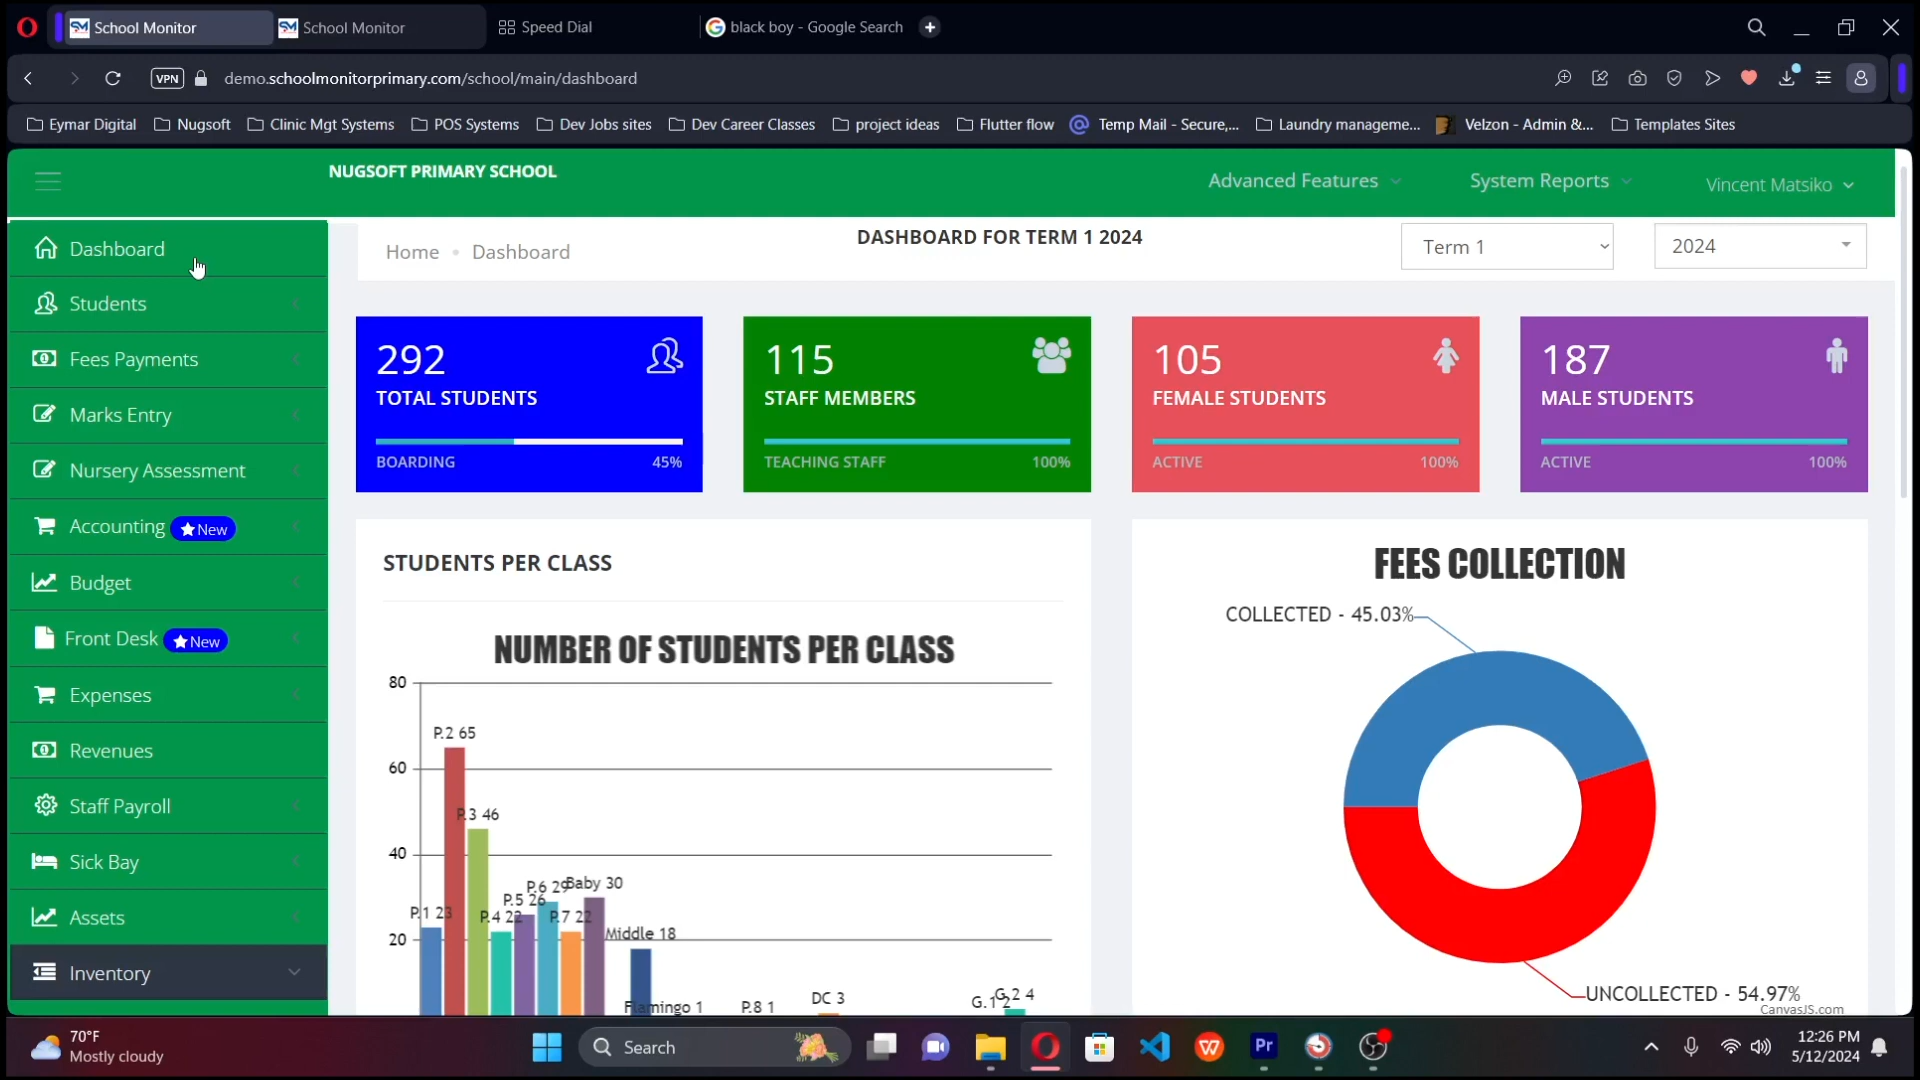 School Monitor
School Monitor
Speed Dial
black boy - Google Search
VPN
demo.schoolmonitorprimary.com/school/main/dashboard
Eymar Digital
Nugsoft
Clinic Mgt Systems
POS Systems
Dev Jobs sites
Dev Career Classes
project ideas
Flutter flow
Temp Mail - Secure,...
Laundry manageme...
Velzon - Admin &...
Templates Sites
NUGSOFT PRIMARY SCHOOL
Advanced Features
System Reports
Vincent Matsiko
Dashboard
Students
Fees Payments
Marks Entry
Nursery Assessment
Accounting New
Budget
Front Desk New
Expenses
Revenues
Staff Payroll
Sick Bay
Assets
Inventory
Home • Dashboard
DASHBOARD FOR TERM 1 2024
Term 1
2024
292
TOTAL STUDENTS
BOARDING 45%
115
STAFF MEMBERS
TEACHING STAFF 100%
105
FEMALE STUDENTS
ACTIVE 100%
187
MALE STUDENTS
ACTIVE 100%
STUDENTS PER CLASS
NUMBER OF STUDENTS PER CLASS
80
60
40
20
P.1 23
P.2 65
P.3 46
P.4 22
P.5 26
P.6 29
P.7 22
Baby 30
Middle 18
Flamingo 1
P.8 1
DC 3
G.1 2
G.2 4
FEES COLLECTION
COLLECTED - 45.03%
UNCOLLECTED - 54.97%
CanvasJS.com
70°F
Mostly cloudy
Search
Pr
12:26 PM
5/12/2024